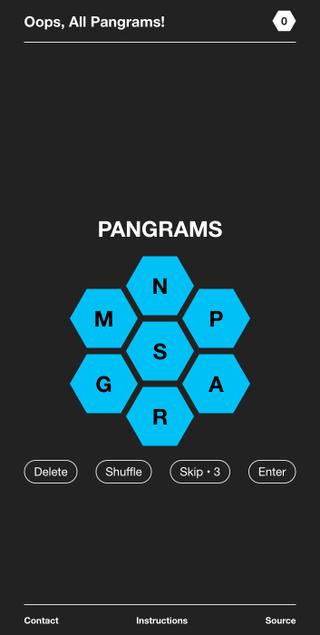 Oops, All Pangrams!
0
PANGRAMS
N
M
P
S
G
A
R
Delete
Shuffle
Skip • 3
Enter
Contact
Instructions
Source